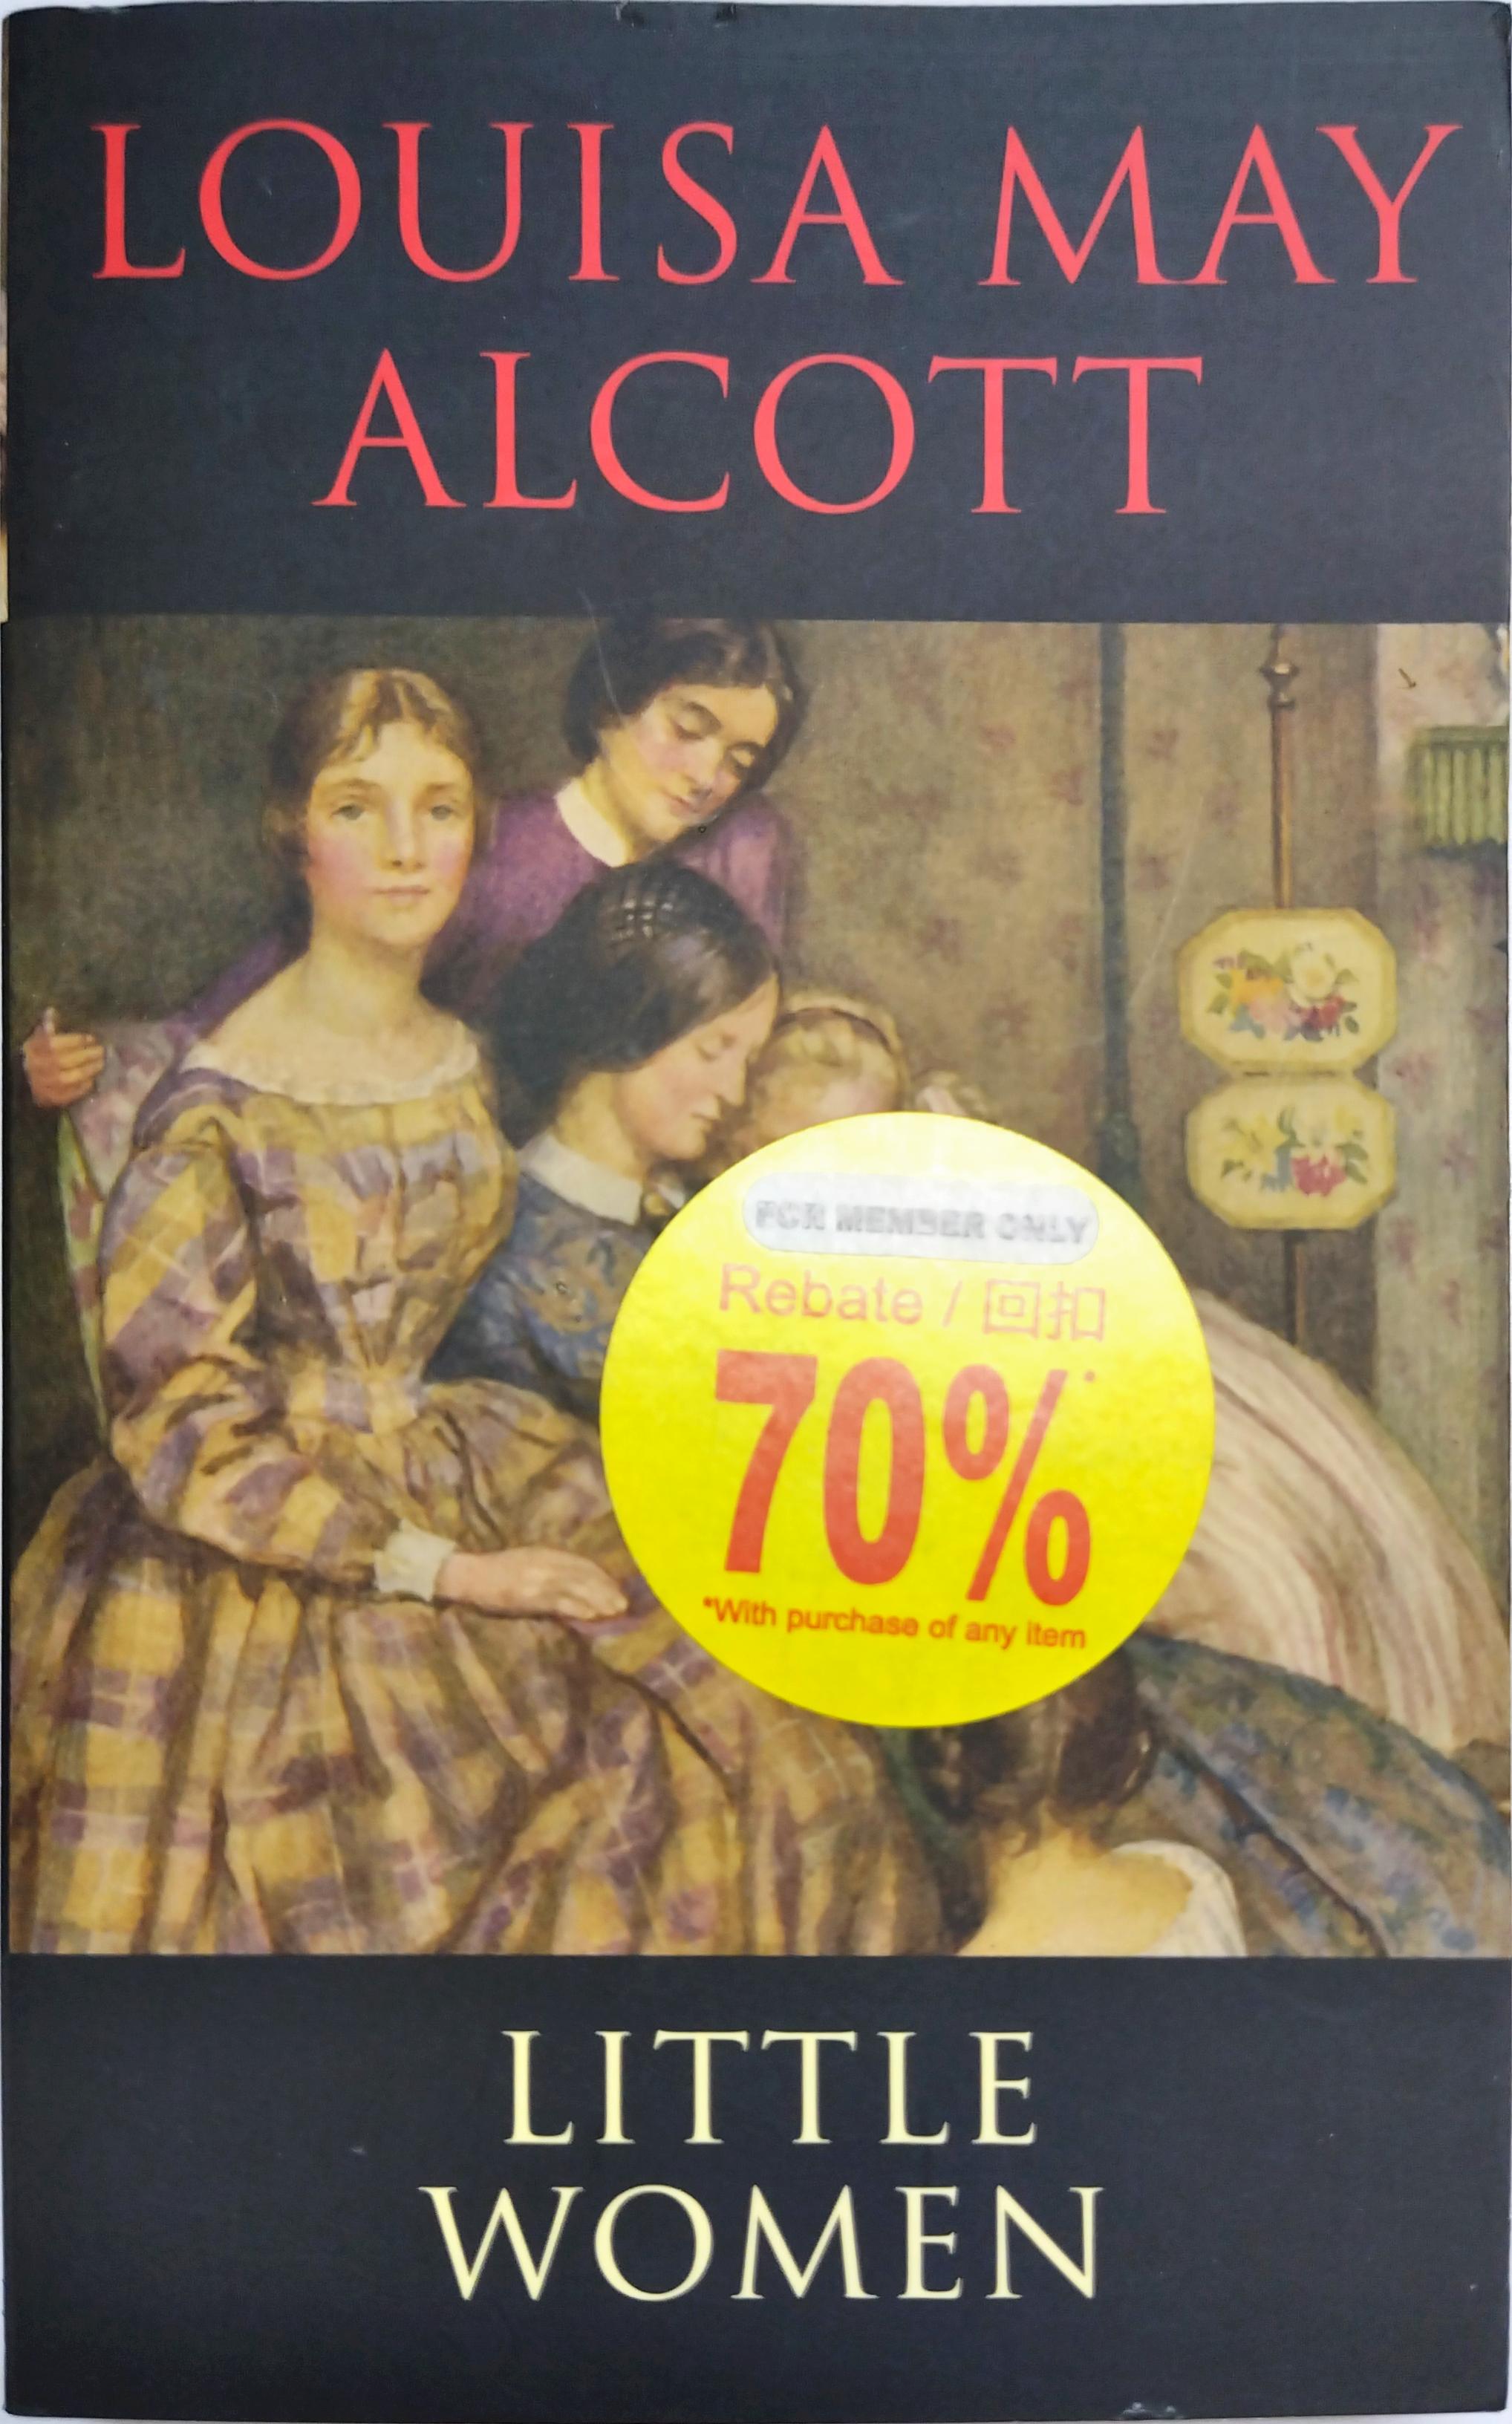 LOUISA MAY
ALCOTT
FOR MEMBER ONLY
Rebate / 回扣
70%*
*With purchase of any item
LITTLE
WOMEN